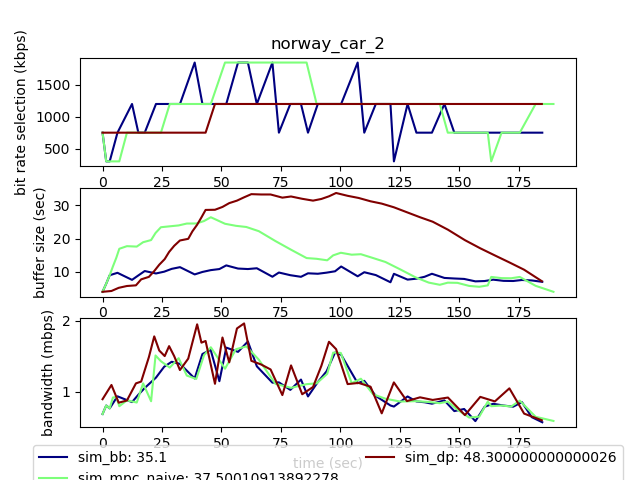 norway_car_2
bit rate selection (kbps)
1500
1000
500
0 25 50 75 100 125 150 175
buffer size (sec)
30
20
10
0 25 50 75 100 125 150 175
bandwidth (mbps)
2
1
0 25 50 75 100 125 150 175
time (sec)
sim_bb: 35.1
sim_dp: 48.300000000000026
sim_mpc_naive: 37.50010913892278